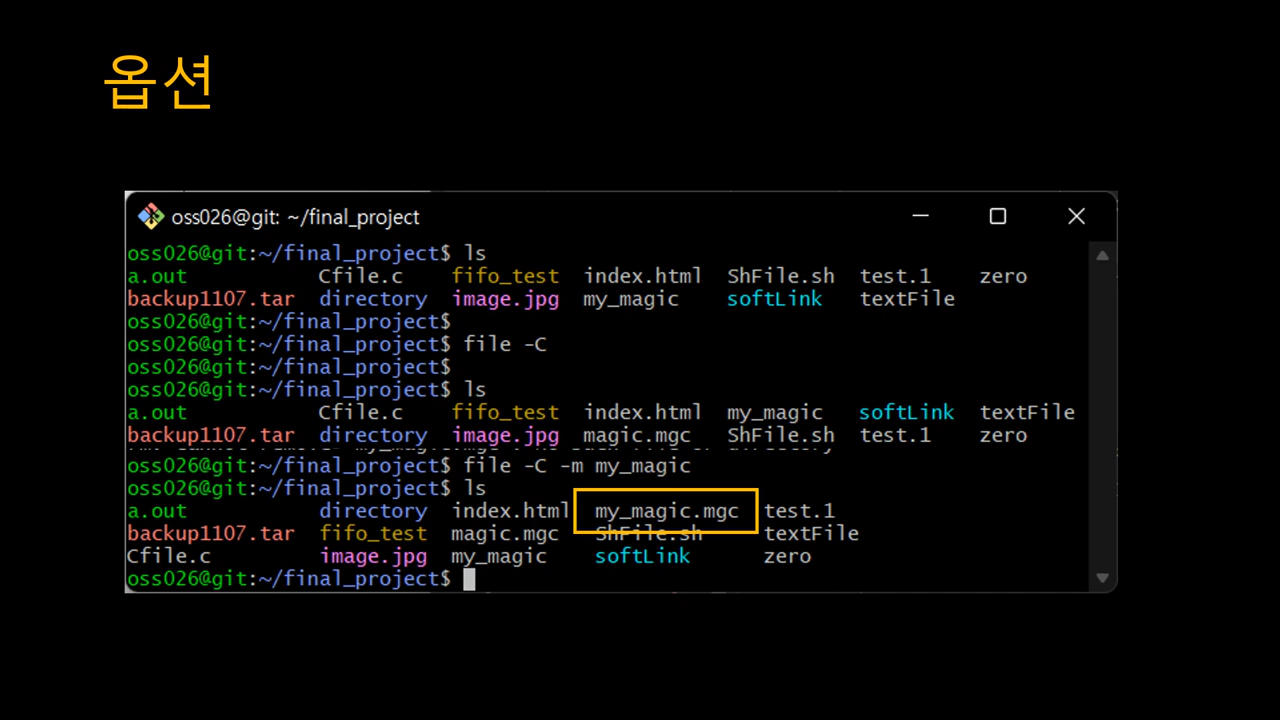 옵션
oss026@git: ~/final_project
oss026@git:~/final_project$ ls
a.out Cfile.c fifo_test index.html ShFile.sh test.1 zero
backup1107.tar directory image.jpg my_magic softLink textFile
oss026@git:~/final_project$
oss026@git:~/final_project$ file -C
oss026@git:~/final_project$
oss026@git:~/final_project$ ls
a.out Cfile.c fifo_test index.html my_magic softLink textFile
backup1107.tar directory image.jpg magic.mgc ShFile.sh test.1 zero
oss026@git:~/final_project$ file -C -m my_magic
oss026@git:~/final_project$ ls
a.out directory index.html my_magic.mgc test.1
backup1107.tar fifo_test magic.mgc ShFile.sh textFile
Cfile.c image.jpg my_magic softLink zero
oss026@git:~/final_project$